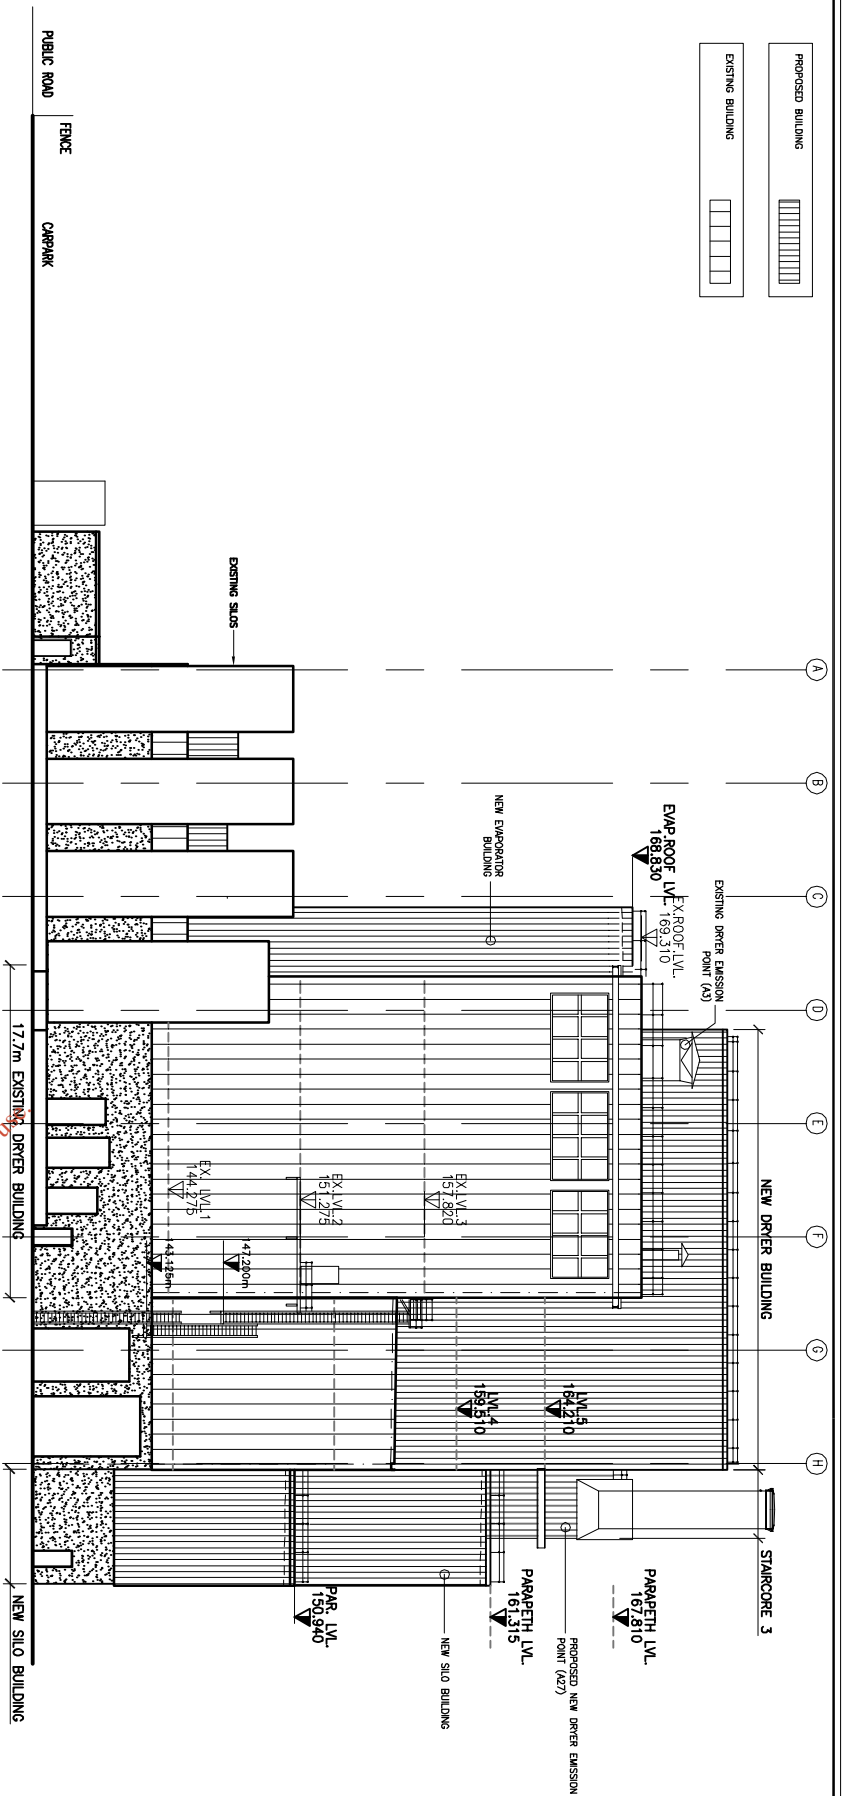 PROPOSED BUILDING
EXISTING BUILDING
A
B
C
D
E
F
G
H
NEW DRYER BUILDING
STAIRCORE 3
EXISTING DRYER EMISSION
POINT (A3)
EVAP.ROOF LVL.
168.830
EX.ROOF.LVL.
169.310
PARAPETH LVL.
167.810
PROPOSED NEW DRYER EMISSION
POINT (A27)
LVL.5
164.210
PARAPETH LVL.
161.315
NEW EVAPORATOR
BUILDING
LVL.4
159.510
EX.LVL.3
157.820
NEW SILO BUILDING
EX.LVL.2
151.275
PAR. LVL.
150.940
EXISTING SILOS
147.200m
EX. LVL.1
144.275
143.125m
FENCE
PUBLIC ROAD
CARPARK
17.7m EXISTING DRYER BUILDING
NEW SILO BUILDING
use.